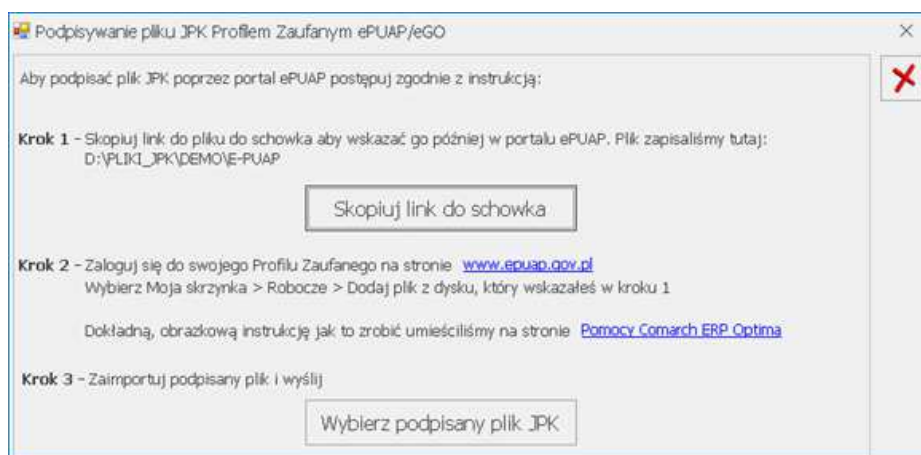 Podpisywanie pliku JPK Profilem Zaufanym ePUAP/eGO
Aby podpisać plik JPK poprzez portal ePUAP postępuj zgodnie z instrukcją:
Krok 1 - Skopiuj link do pliku do schowka aby wskazać go później w portalu ePUAP. Plik zapisaliśmy tutaj:
D:\PLIKI_JPK\DEMO\E-PUAP
Skopiuj link do schowka
Krok 2 - Zaloguj się do swojego Profilu Zaufanego na stronie www.epuap.gov.pl
Wybierz Moja skrzynka > Robocze > Dodaj plik z dysku, który wskazałeś w kroku 1
Dokładną, obrazkową instrukcję jak to zrobić umieściliśmy na stronie Pomocy Comarch ERP Optima
Krok 3 - Zaimportuj podpisany plik i wyślij
Wybierz podpisany plik JPK